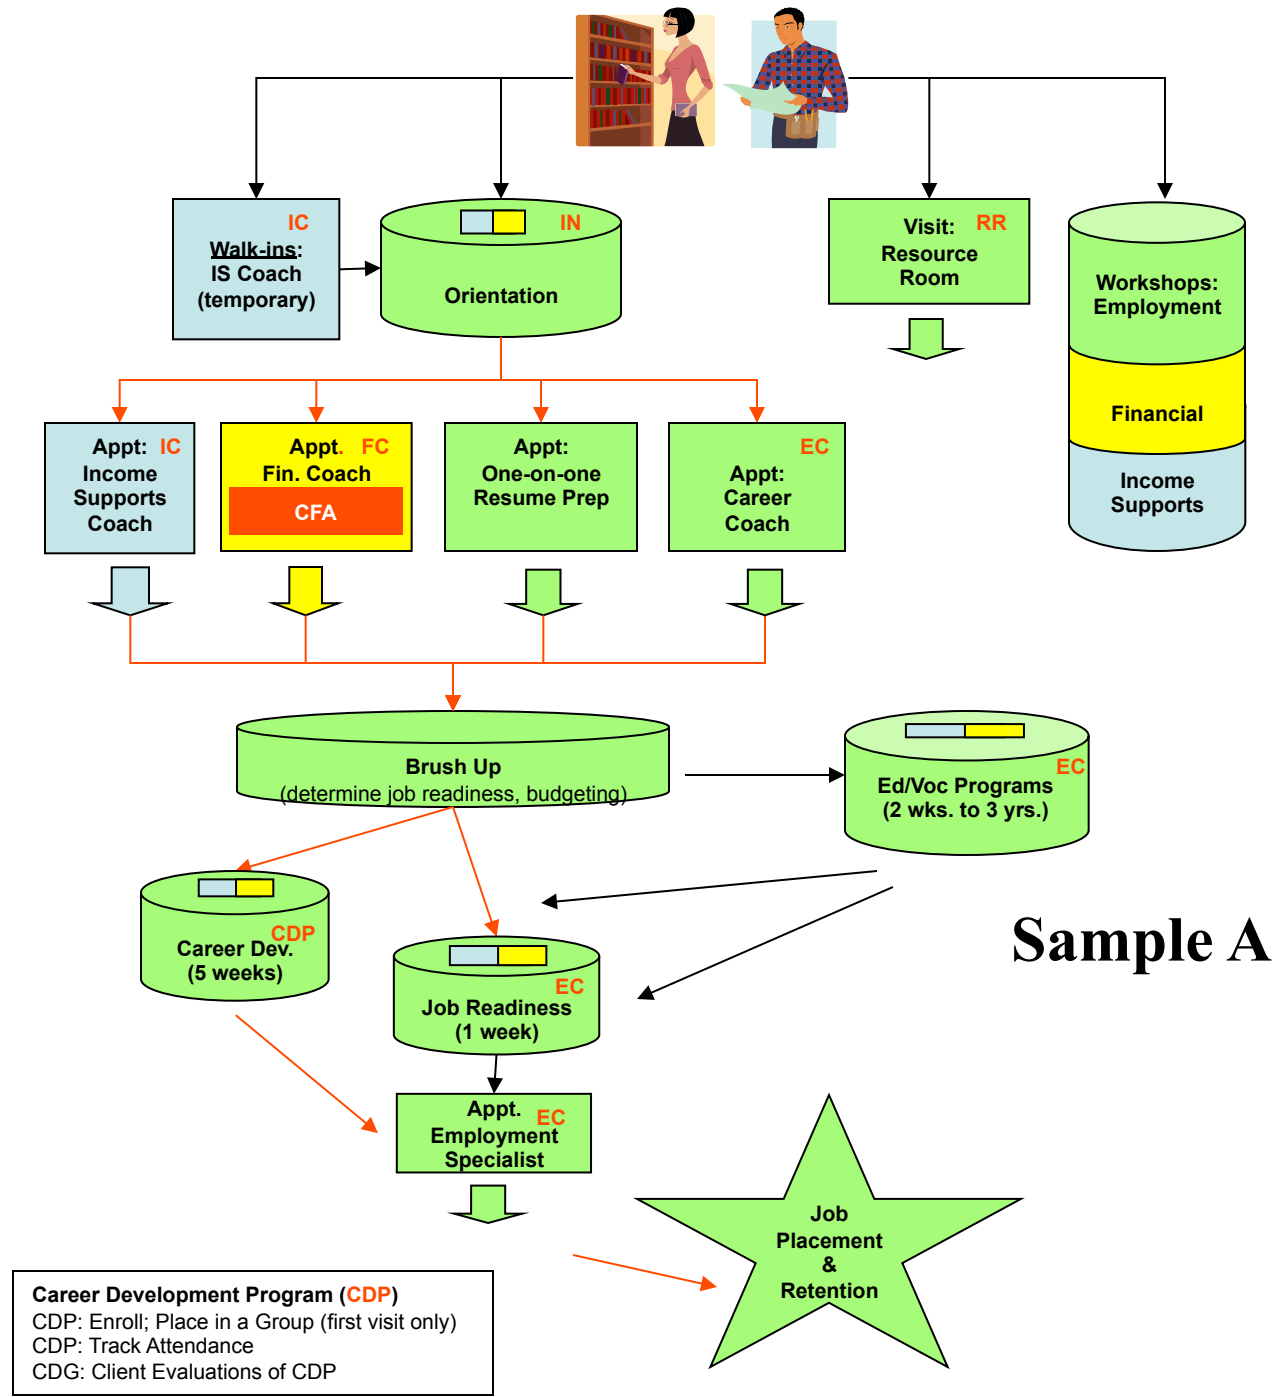 IC
Walk-ins:
IS Coach
(temporary)
IN
Orientation
Visit: RR
Resource
Room
Workshops:
Employment
Financial
Income
Supports
Appt: IC
Income
Supports
Coach
Appt. FC
Fin. Coach
CFA
Appt:
One-on-one
Resume Prep
EC
Appt:
Career
Coach
Brush Up
(determine job readiness, budgeting)
EC
Ed/Voc Programs
(2 wks. to 3 yrs.)
CDP
Career Dev.
(5 weeks)
Sample A
EC
Job Readiness
(1 week)
Appt. EC
Employment
Specialist
Job
Placement
&
Retention
Career Development Program (CDP)
CDP: Enroll; Place in a Group (first visit only)
CDP: Track Attendance
CDG: Client Evaluations of CDP